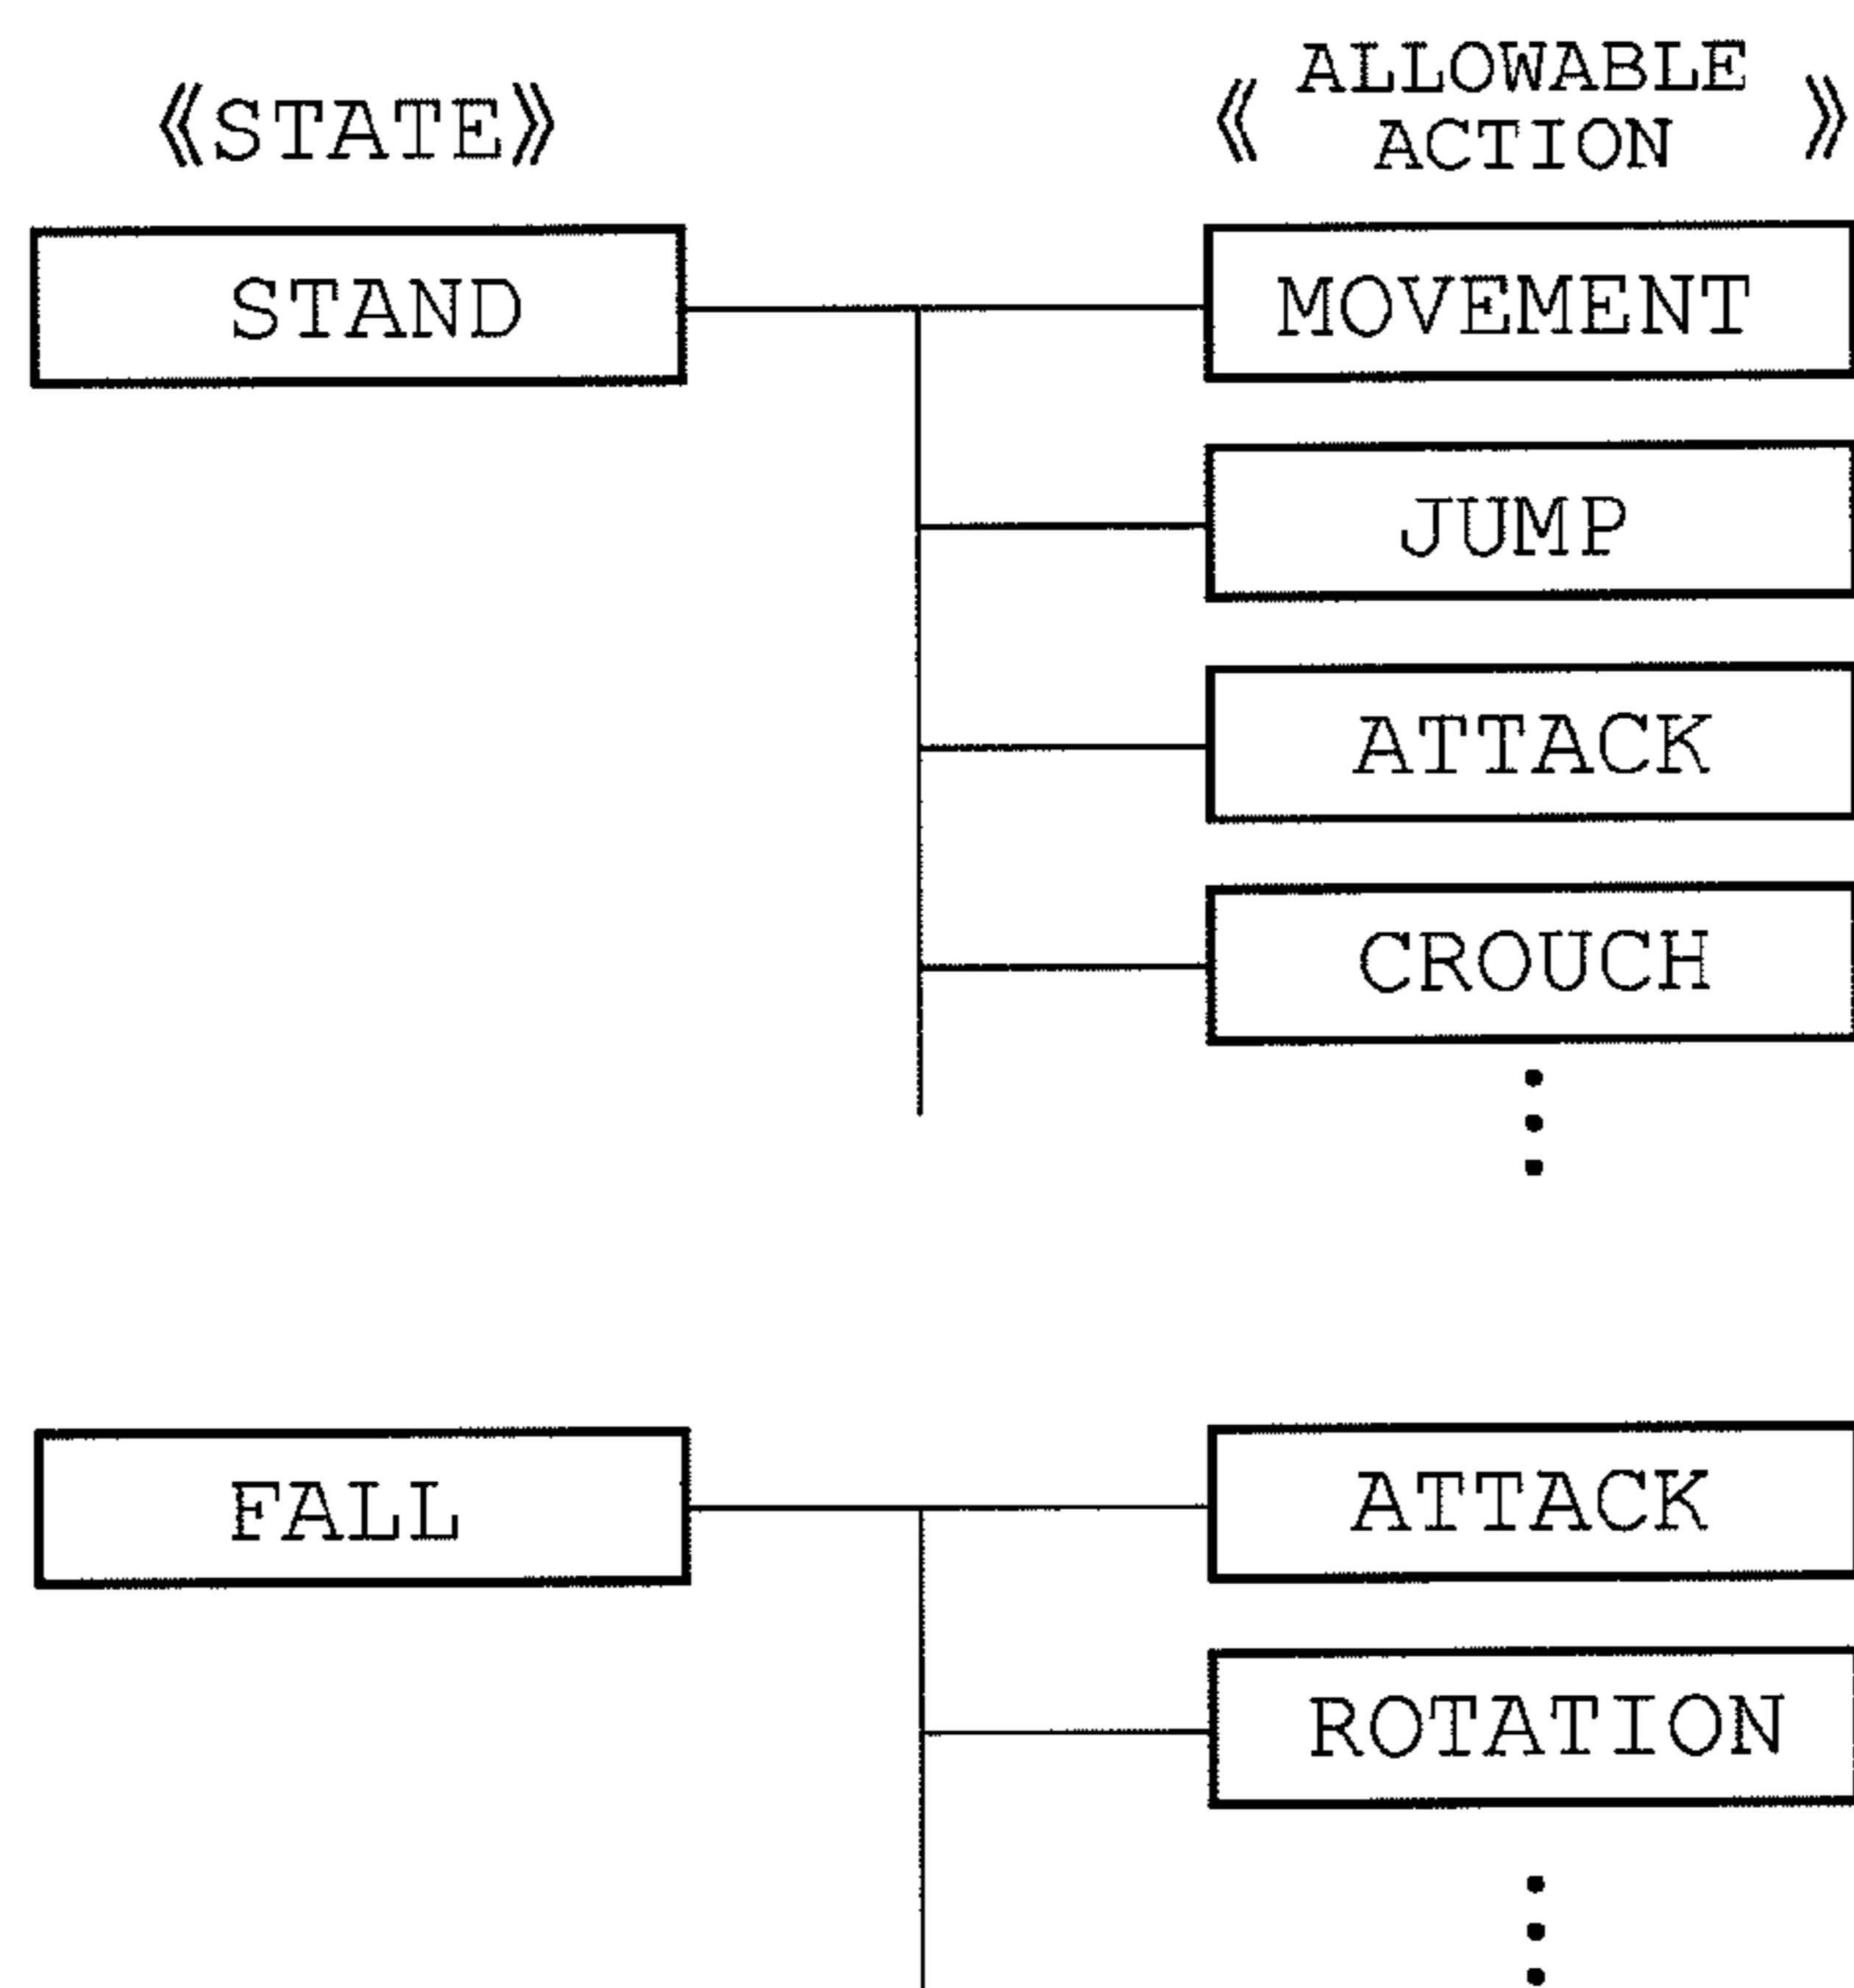 《STATE》
《ALLOWABLE
ACTION》
STAND
MOVEMENT
JUMP
ATTACK
CROUCH
FALL
ATTACK
ROTATION